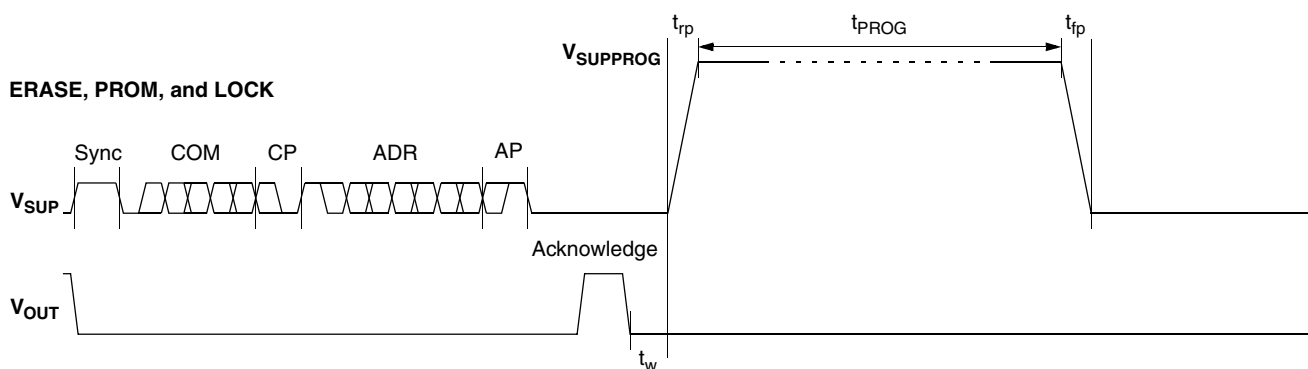 t_rp t_PROG t_fp
V_SUPPROG
ERASE, PROM, and LOCK
Sync COM CP ADR AP
V_SUP
Acknowledge
V_OUT
t_w